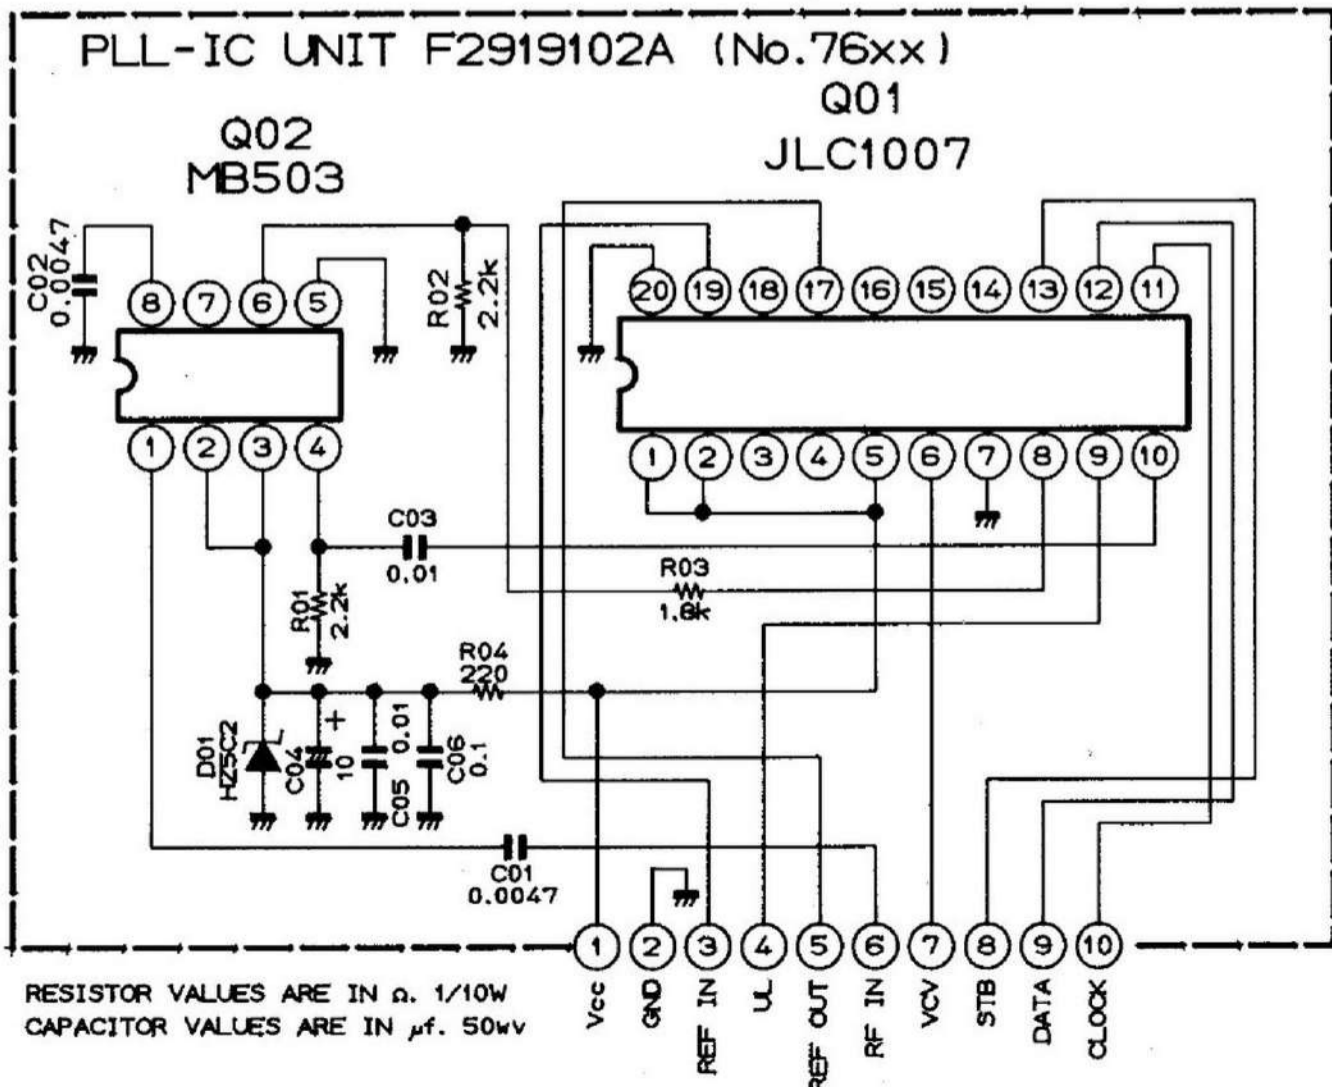 PLL-IC UNIT F2919102A (No.76xx)
Q01
JLC1007
Q02
MB503
C02
0.0047
8 7 6 5
R02
2.2k
20 19 18 17 16 15 14 13 12 11
1 2 3 4
1 2 3 4 5 6 7 8 9 10
C03
0.01
R03
1.8k
R01
2.2k
R04
220
D01
HZ5C2
C04
+
10
C05
0.01
C06
0.1
C01
0.0047
1 2 3 4 5 6 7 8 9 10
Vcc
GND
REF IN
UL
REF OUT
RF IN
VCV
STB
DATA
CLOCK
RESISTOR VALUES ARE IN Ω. 1/10W
CAPACITOR VALUES ARE IN μf. 50wv